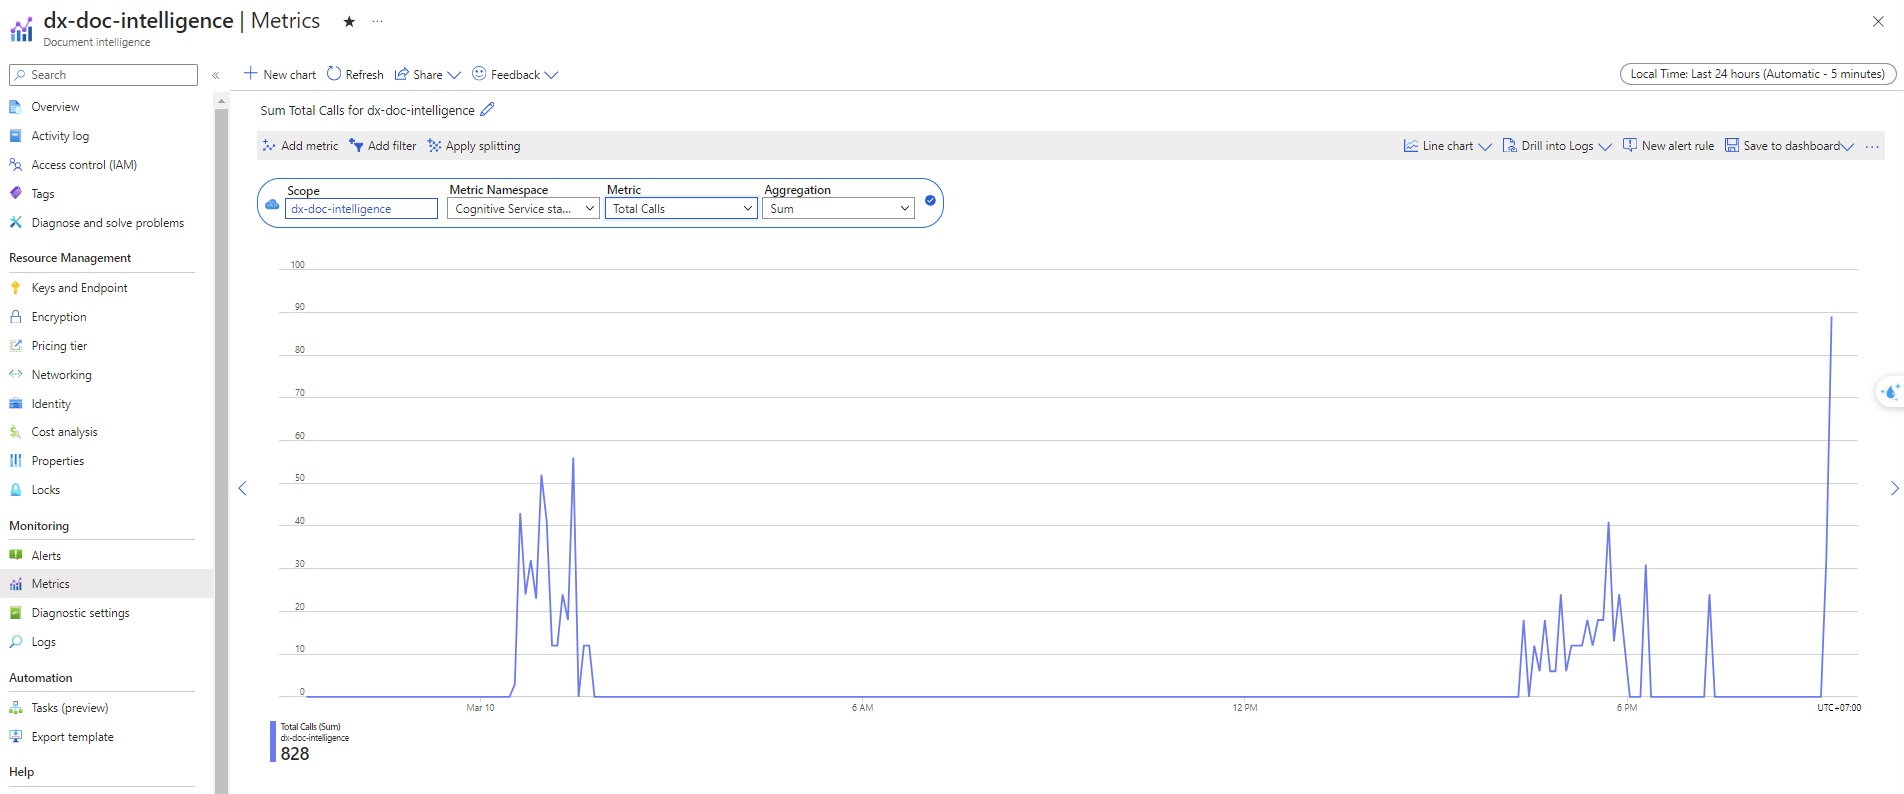 dx-doc-intelligence | Metrics ★ ...
Document intelligence
Search «
Overview
Activity log
Access control (IAM)
Tags
Diagnose and solve problems
Resource Management
Keys and Endpoint
Encryption
Pricing tier
Networking
Identity
Cost analysis
Properties
Locks
Monitoring
Alerts
Metrics
Diagnostic settings
Logs
Automation
Tasks (preview)
Export template
Help
New chart Refresh Share Feedback
Local Time: Last 24 hours (Automatic - 5 minutes)
Sum Total Calls for dx-doc-intelligence
Add metric Add filter Apply splitting
Line chart Drill into Logs New alert rule Save to dashboard ...
Scope Metric Namespace Metric Aggregation
dx-doc-intelligence Cognitive Service sta... Total Calls Sum
100
90
80
70
60
50
40
30
20
10
0
Mar 10 6 AM 12 PM 6 PM UTC+07:00
Total Calls (Sum)
dx-doc-intelligence
828